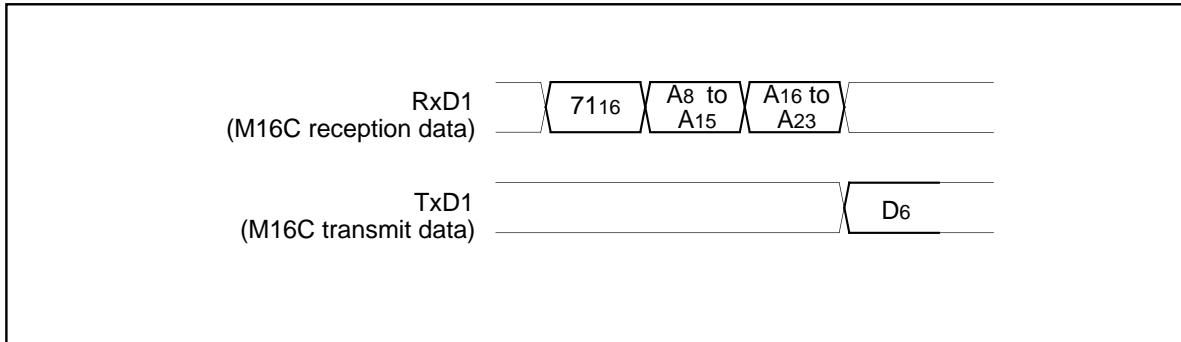 RxD1
(M16C reception data)
7116
A8 to
A15
A16 to
A23
TxD1
(M16C transmit data)
D6